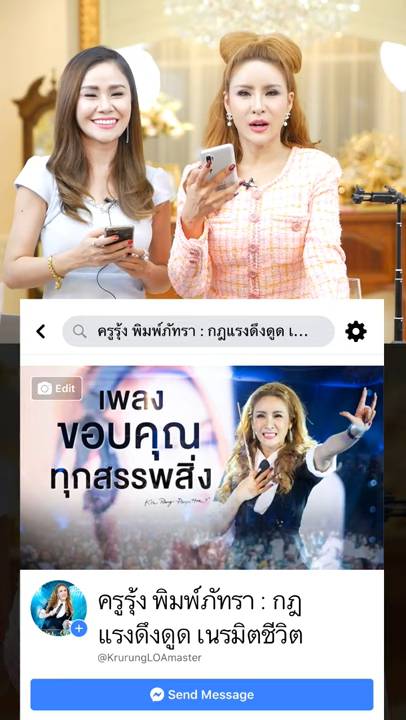 ครูรุ้ง พิมพ์ภัทรา : กฎแรงดึงดูด เ...
Edit
เพลง
ขอบคุณ
ทุกสรรพสิ่ง
ครูรุ้ง พิมพ์ภัทรา : กฎ
แรงดึงดูด เนรมิตชีวิต
@KrurungLOAmaster
Send Message